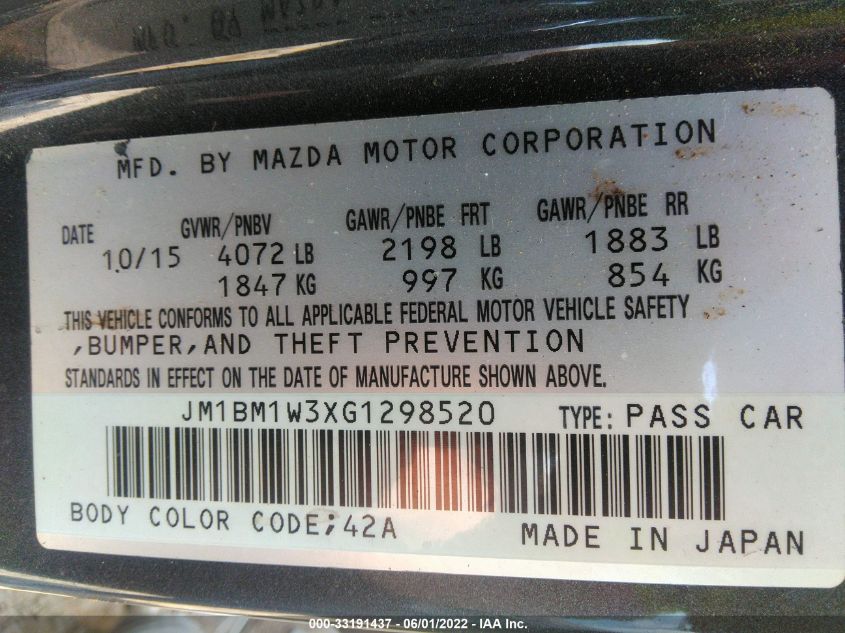 MFD. BY MAZDA MOTOR CORPORATION
DATE GVWR/PNBV GAWR/PNBE FRT GAWR/PNBE RR
10/15 4072 LB 2198 LB 1883 LB
1847 KG 997 KG 854 KG
THIS VEHICLE CONFORMS TO ALL APPLICABLE FEDERAL MOTOR VEHICLE SAFETY
,BUMPER,AND THEFT PREVENTION
STANDARDS IN EFFECT ON THE DATE OF MANUFACTURE SHOWN ABOVE.
JM1BM1W3XG1298520 TYPE: PASS CAR
BODY COLOR CODE;42A MADE IN JAPAN
000-33191437 - 06/01/2022 - IAA Inc.